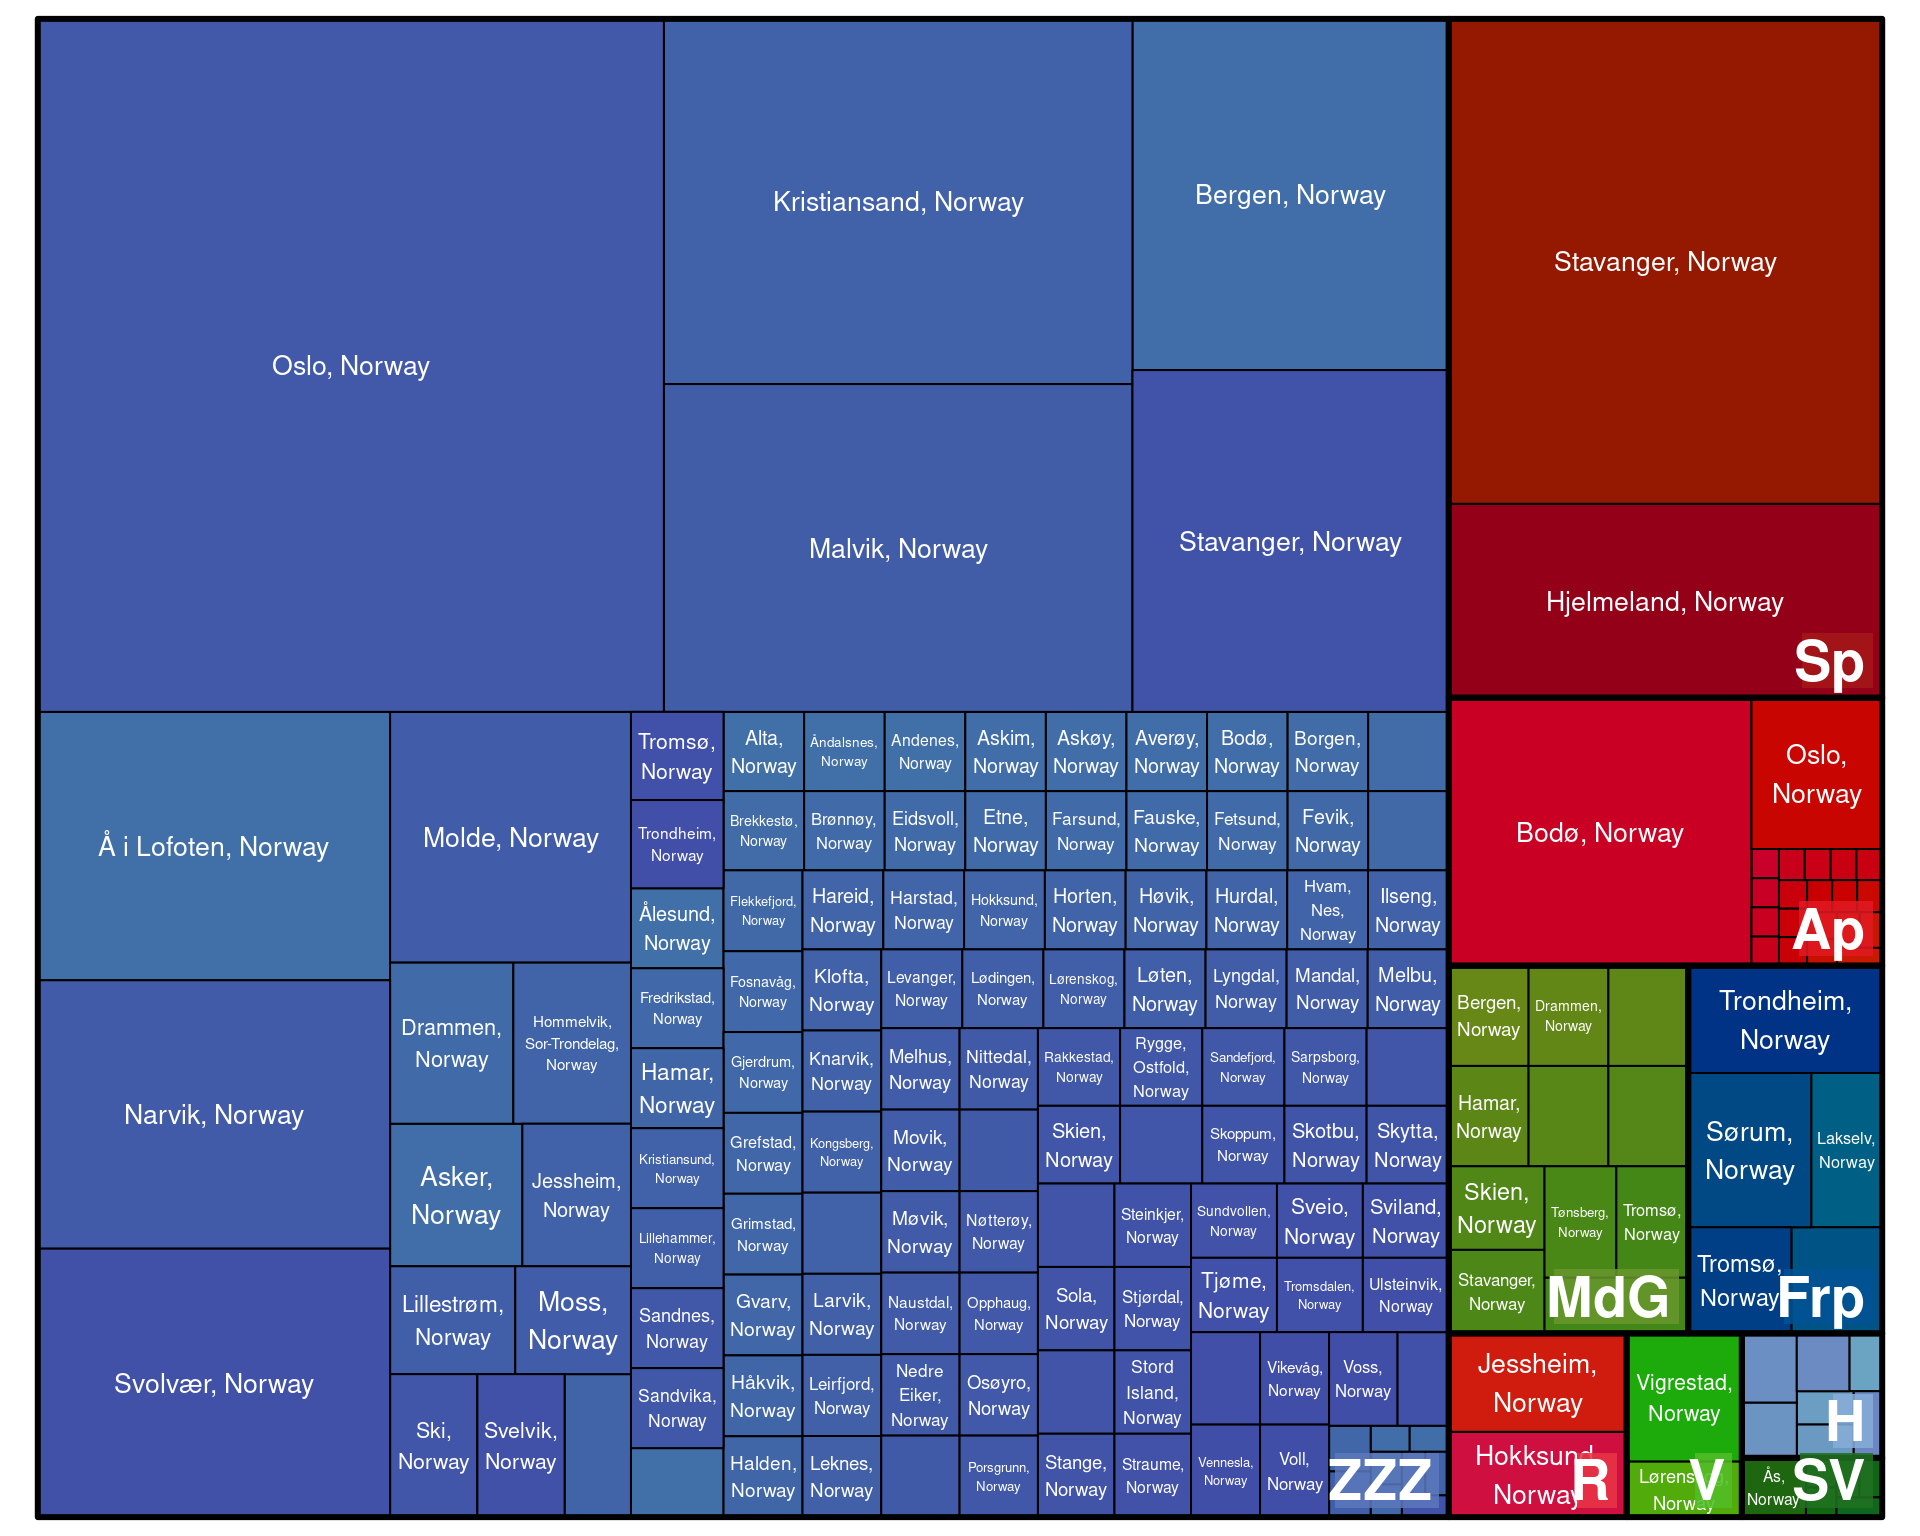 Oslo, Norway
Kristiansand, Norway
Bergen, Norway
Malvik, Norway
Stavanger, Norway
Å i Lofoten, Norway
Narvik, Norway
Svolvær, Norway
Molde, Norway
Drammen,
Norway
Hommelvik,
Sor-Trondelag,
Norway
Asker,
Norway
Jessheim,
Norway
Lillestrøm,
Norway
Moss,
Norway
Ski,
Norway
Svelvik,
Norway
Tromsø,
Norway
Trondheim,
Norway
Ålesund,
Norway
Fredrikstad,
Norway
Hamar,
Norway
Kristiansund,
Norway
Lillehammer,
Norway
Sandnes,
Norway
Sandvika,
Norway
Alta,
Norway
Åndalsnes,
Norway
Andenes,
Norway
Askim,
Norway
Askøy,
Norway
Averøy,
Norway
Bodø,
Norway
Borgen,
Norway
Brekkestø,
Norway
Brønnøy,
Norway
Eidsvoll,
Norway
Etne,
Norway
Farsund,
Norway
Fauske,
Norway
Fetsund,
Norway
Fevik,
Norway
Flekkefjord,
Norway
Hareid,
Norway
Harstad,
Norway
Hokksund,
Norway
Horten,
Norway
Høvik,
Norway
Hurdal,
Norway
Hvam,
Nes,
Norway
Ilseng,
Norway
Fosnavåg,
Norway
Klofta,
Norway
Levanger,
Norway
Lødingen,
Norway
Lørenskog,
Norway
Løten,
Norway
Lyngdal,
Norway
Mandal,
Norway
Melbu,
Norway
Gjerdrum,
Norway
Knarvik,
Norway
Melhus,
Norway
Nittedal,
Norway
Rakkestad,
Norway
Rygge,
Ostfold,
Norway
Sandefjord,
Norway
Sarpsborg,
Norway
Grefstad,
Norway
Kongsberg,
Norway
Movik,
Norway
Skien,
Norway
Skoppum,
Norway
Skotbu,
Norway
Skytta,
Norway
Grimstad,
Norway
Møvik,
Norway
Nøtterøy,
Norway
Steinkjer,
Norway
Sundvollen,
Norway
Sveio,
Norway
Sviland,
Norway
Gvarv,
Norway
Larvik,
Norway
Naustdal,
Norway
Opphaug,
Norway
Sola,
Norway
Stjørdal,
Norway
Tjøme,
Norway
Tromsdalen,
Norway
Ulsteinvik,
Norway
Håkvik,
Norway
Leirfjord,
Norway
Nedre
Eiker,
Norway
Osøyro,
Norway
Stord
Island,
Norway
Vikevåg,
Norway
Voss,
Norway
Halden,
Norway
Leknes,
Norway
Porsgrunn,
Norway
Stange,
Norway
Straume,
Norway
Vennesla,
Norway
Voll,
Norway
ZZZ
Stavanger, Norway
Hjelmeland, Norway
Sp
Bodø, Norway
Oslo,
Norway
Ap
Bergen,
Norway
Drammen,
Norway
Hamar,
Norway
Skien,
Norway
Tønsberg,
Norway
Tromsø,
Norway
Stavanger,
Norway
MdG
Trondheim,
Norway
Sørum,
Norway
Lakselv,
Norway
Tromsø,
Norway
Frp
Jessheim,
Norway
Hokksund,
Norway
R
Vigrestad,
Norway
Norway
V
H
Ås,
Norway
SV